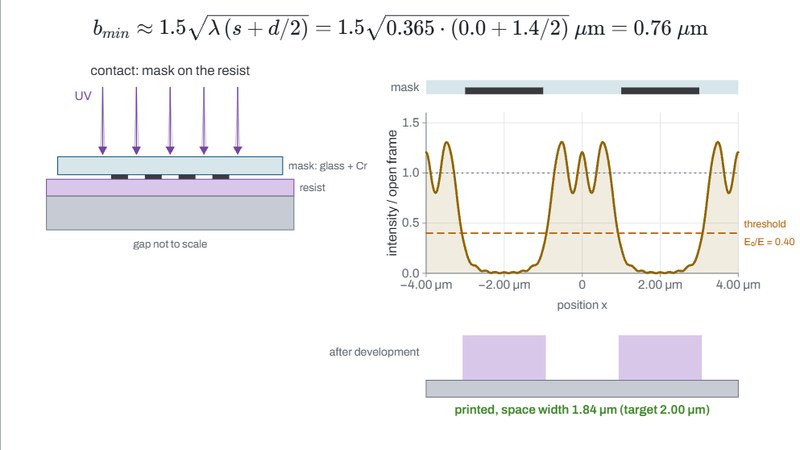 b_min ≈ 1.5√λ (s + d/2) = 1.5√0.365 · (0.0 + 1.4/2) μm = 0.76 μm
contact: mask on the resist
UV
mask: glass + Cr
resist
gap not to scale
mask
intensity / open frame
1.5
1.0
0.5
0.0
threshold
E₀/E = 0.40
−4.00 µm
−2.00 µm
0
2.00 µm
4.00 µm
position x
after development
printed, space width 1.84 µm (target 2.00 µm)